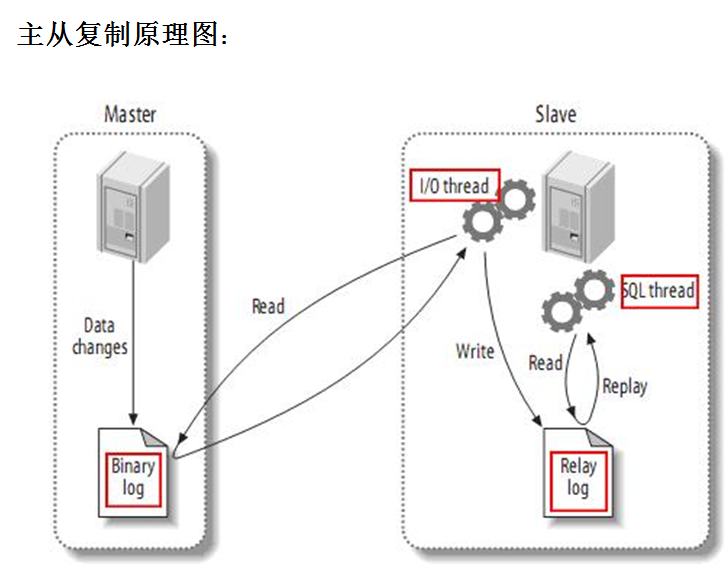 主从复制原理图：
Master
Slave
I/O thread
SQL thread
Data
changes
Read
Write
Read
Replay
Binary
log
Relay
log